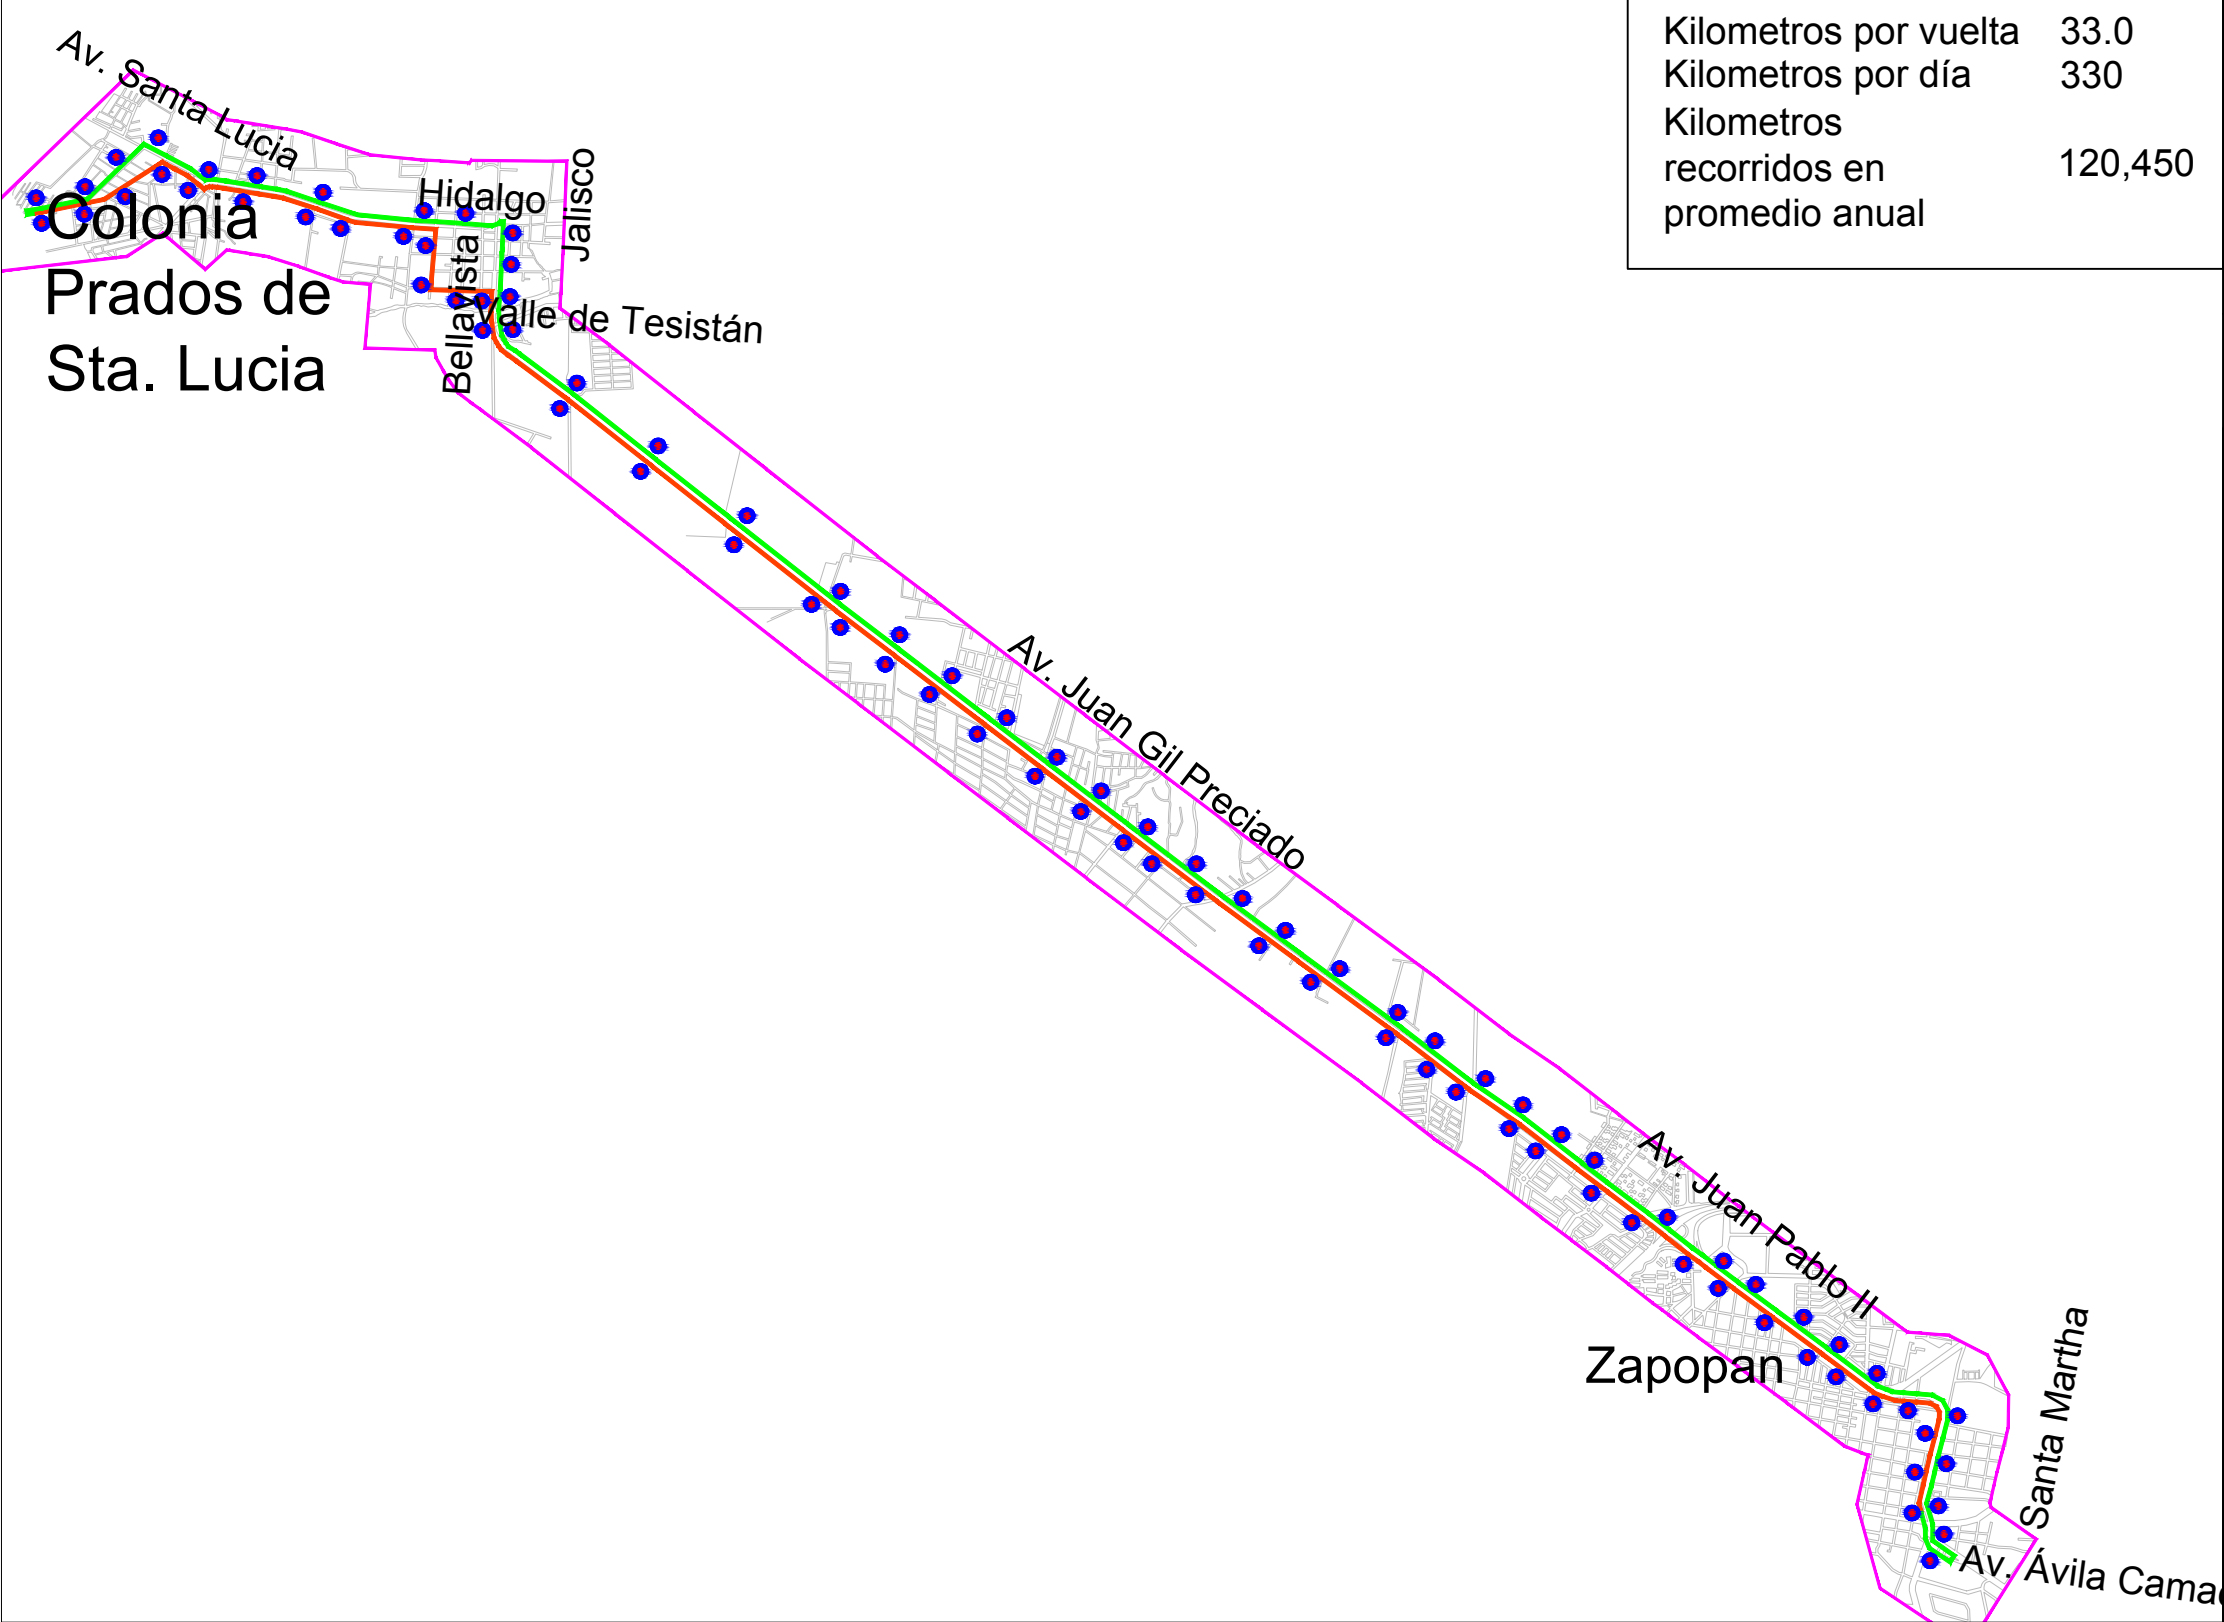 Kilometros por vuelta 33.0
Kilometros por día 330
Kilometros
recorridos en
promedio anual
120,450
Av. Santa Lucia
Hidalgo
Jalisco
Colonia
Prados de
Sta. Lucia
Bellavista
Valle de Tesistán
Av. Juan Gil Preciado
Av. Juan Pablo II
Zapopan
Santa Martha
Av. Ávila